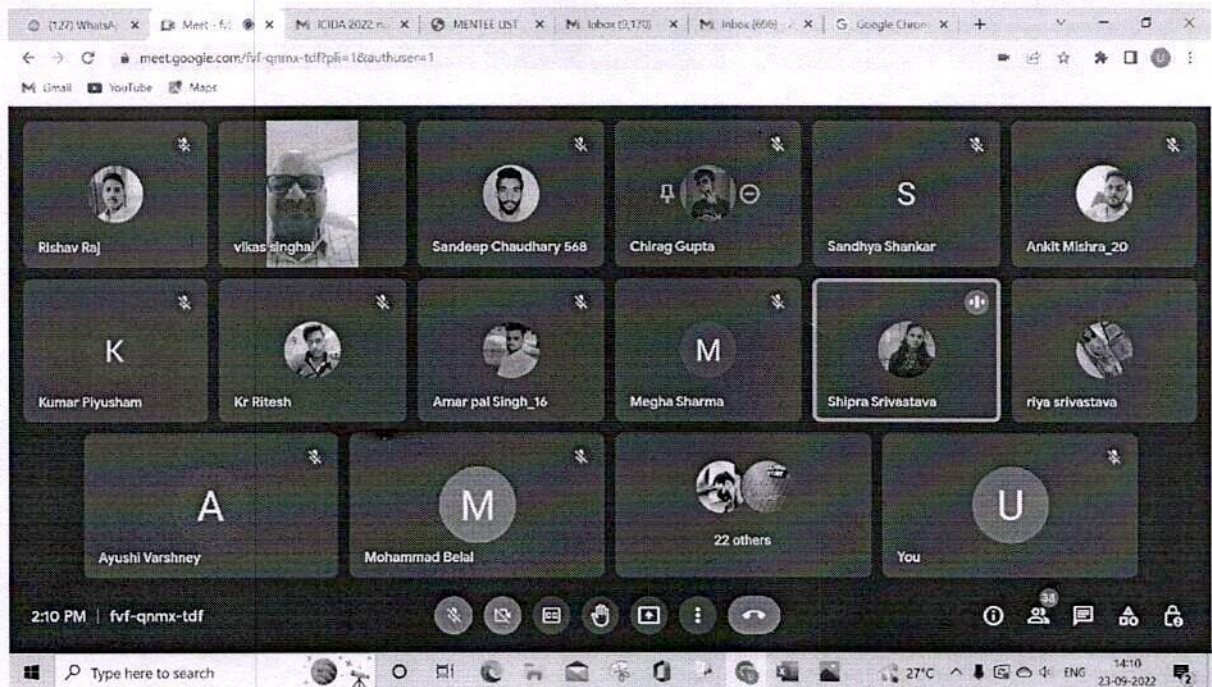 (127) WhatsA
Meet - fvf
ICIDA 2022 n
MENTEE LIST
Inbox (9,170)
Inbox (656)
Google Chrom
meet.google.com/fvf-qnmx-tdf?pli=1&authuser=1
U
Gmail YouTube Maps
Rishav Raj
vikas singhal
Sandeep Chaudhary 568
Chirag Gupta
S
Sandhya Shankar
Ankit Mishra_20
K
Kumar Piyusham
Kr Ritesh
Amar pal Singh_16
M
Megha Sharma
Shipra Srivastava
riya srivastava
A
Ayushi Varshney
M
Mohammad Belal
22 others
U
You
2:10 PM | fvf-qnmx-tdf
CC
38
Type here to search
27°C
ENG
14:10
23-09-2022
2